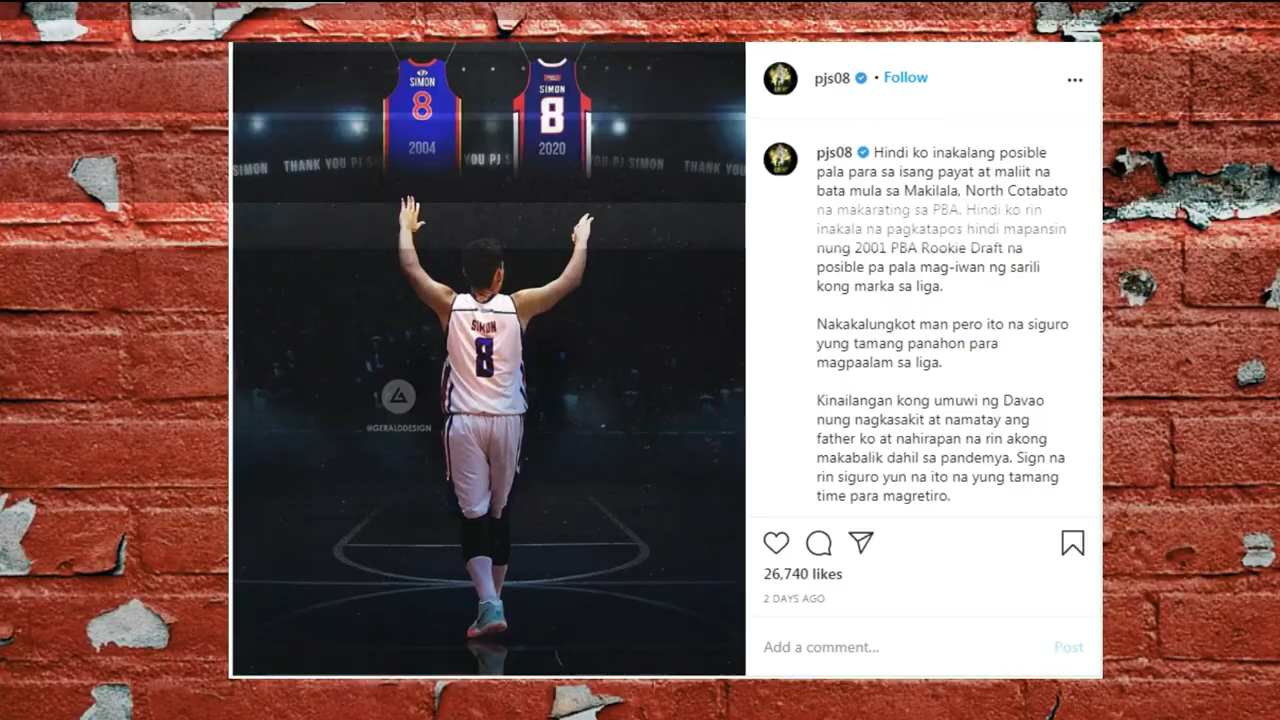 SIMON
8
2004
SIMON
8
2020
SIMON
THANK YOU PJ
YOU PJ
PJ SIMON
THANK YOU
SIMON
8
@GERALDDESIGN
pjs08 • Follow
pjs08 Hindi ko inakalang posible
pala para sa isang payat at maliit na
bata mula sa Makilala, North Cotabato
na makarating sa PBA. Hindi ko rin
inakala na pagkatapos hindi mapansin
nung 2001 PBA Rookie Draft na
posible pa pala mag-iwan ng sarili
kong marka sa liga.
Nakakalungkot man pero ito na siguro
yung tamang panahon para
magpaalam sa liga.
Kinailangan kong umuwi ng Davao
nung nagkasakit at namatay ang
father ko at nahirapan na rin akong
makabalik dahil sa pandemya. Sign na
rin siguro yun na ito na yung tamang
time para magretiro.
26,740 likes
2 DAYS AGO
Add a comment...
Post